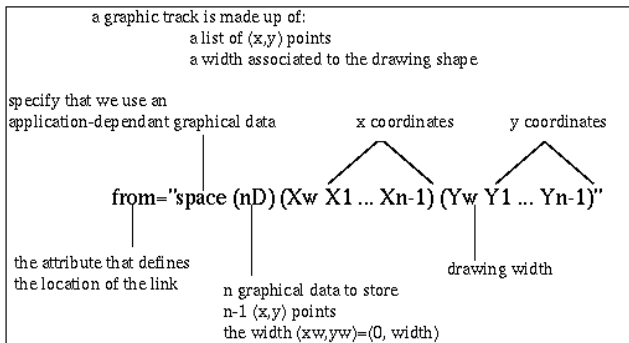 a graphic track is made up of:
a list of (x,y) points
a width associated to the drawing shape
specify that we use an
application-dependant graphical data
x coordinates
y coordinates
from="space (nD) (Xw X1 ... Xn-1) (Yw Y1 ... Yn-1)"
the attribute that defines
the location of the link
drawing width
n graphical data to store
n-1 (x,y) points
the width (xw,yw)=(0, width)